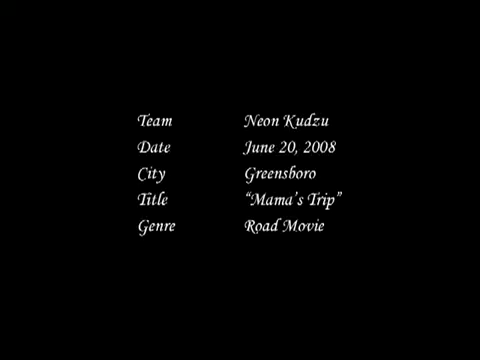 Team Neon Kudzu
Date June 20, 2008
City Greensboro
Title “Mama's Trip”
Genre Road Movie